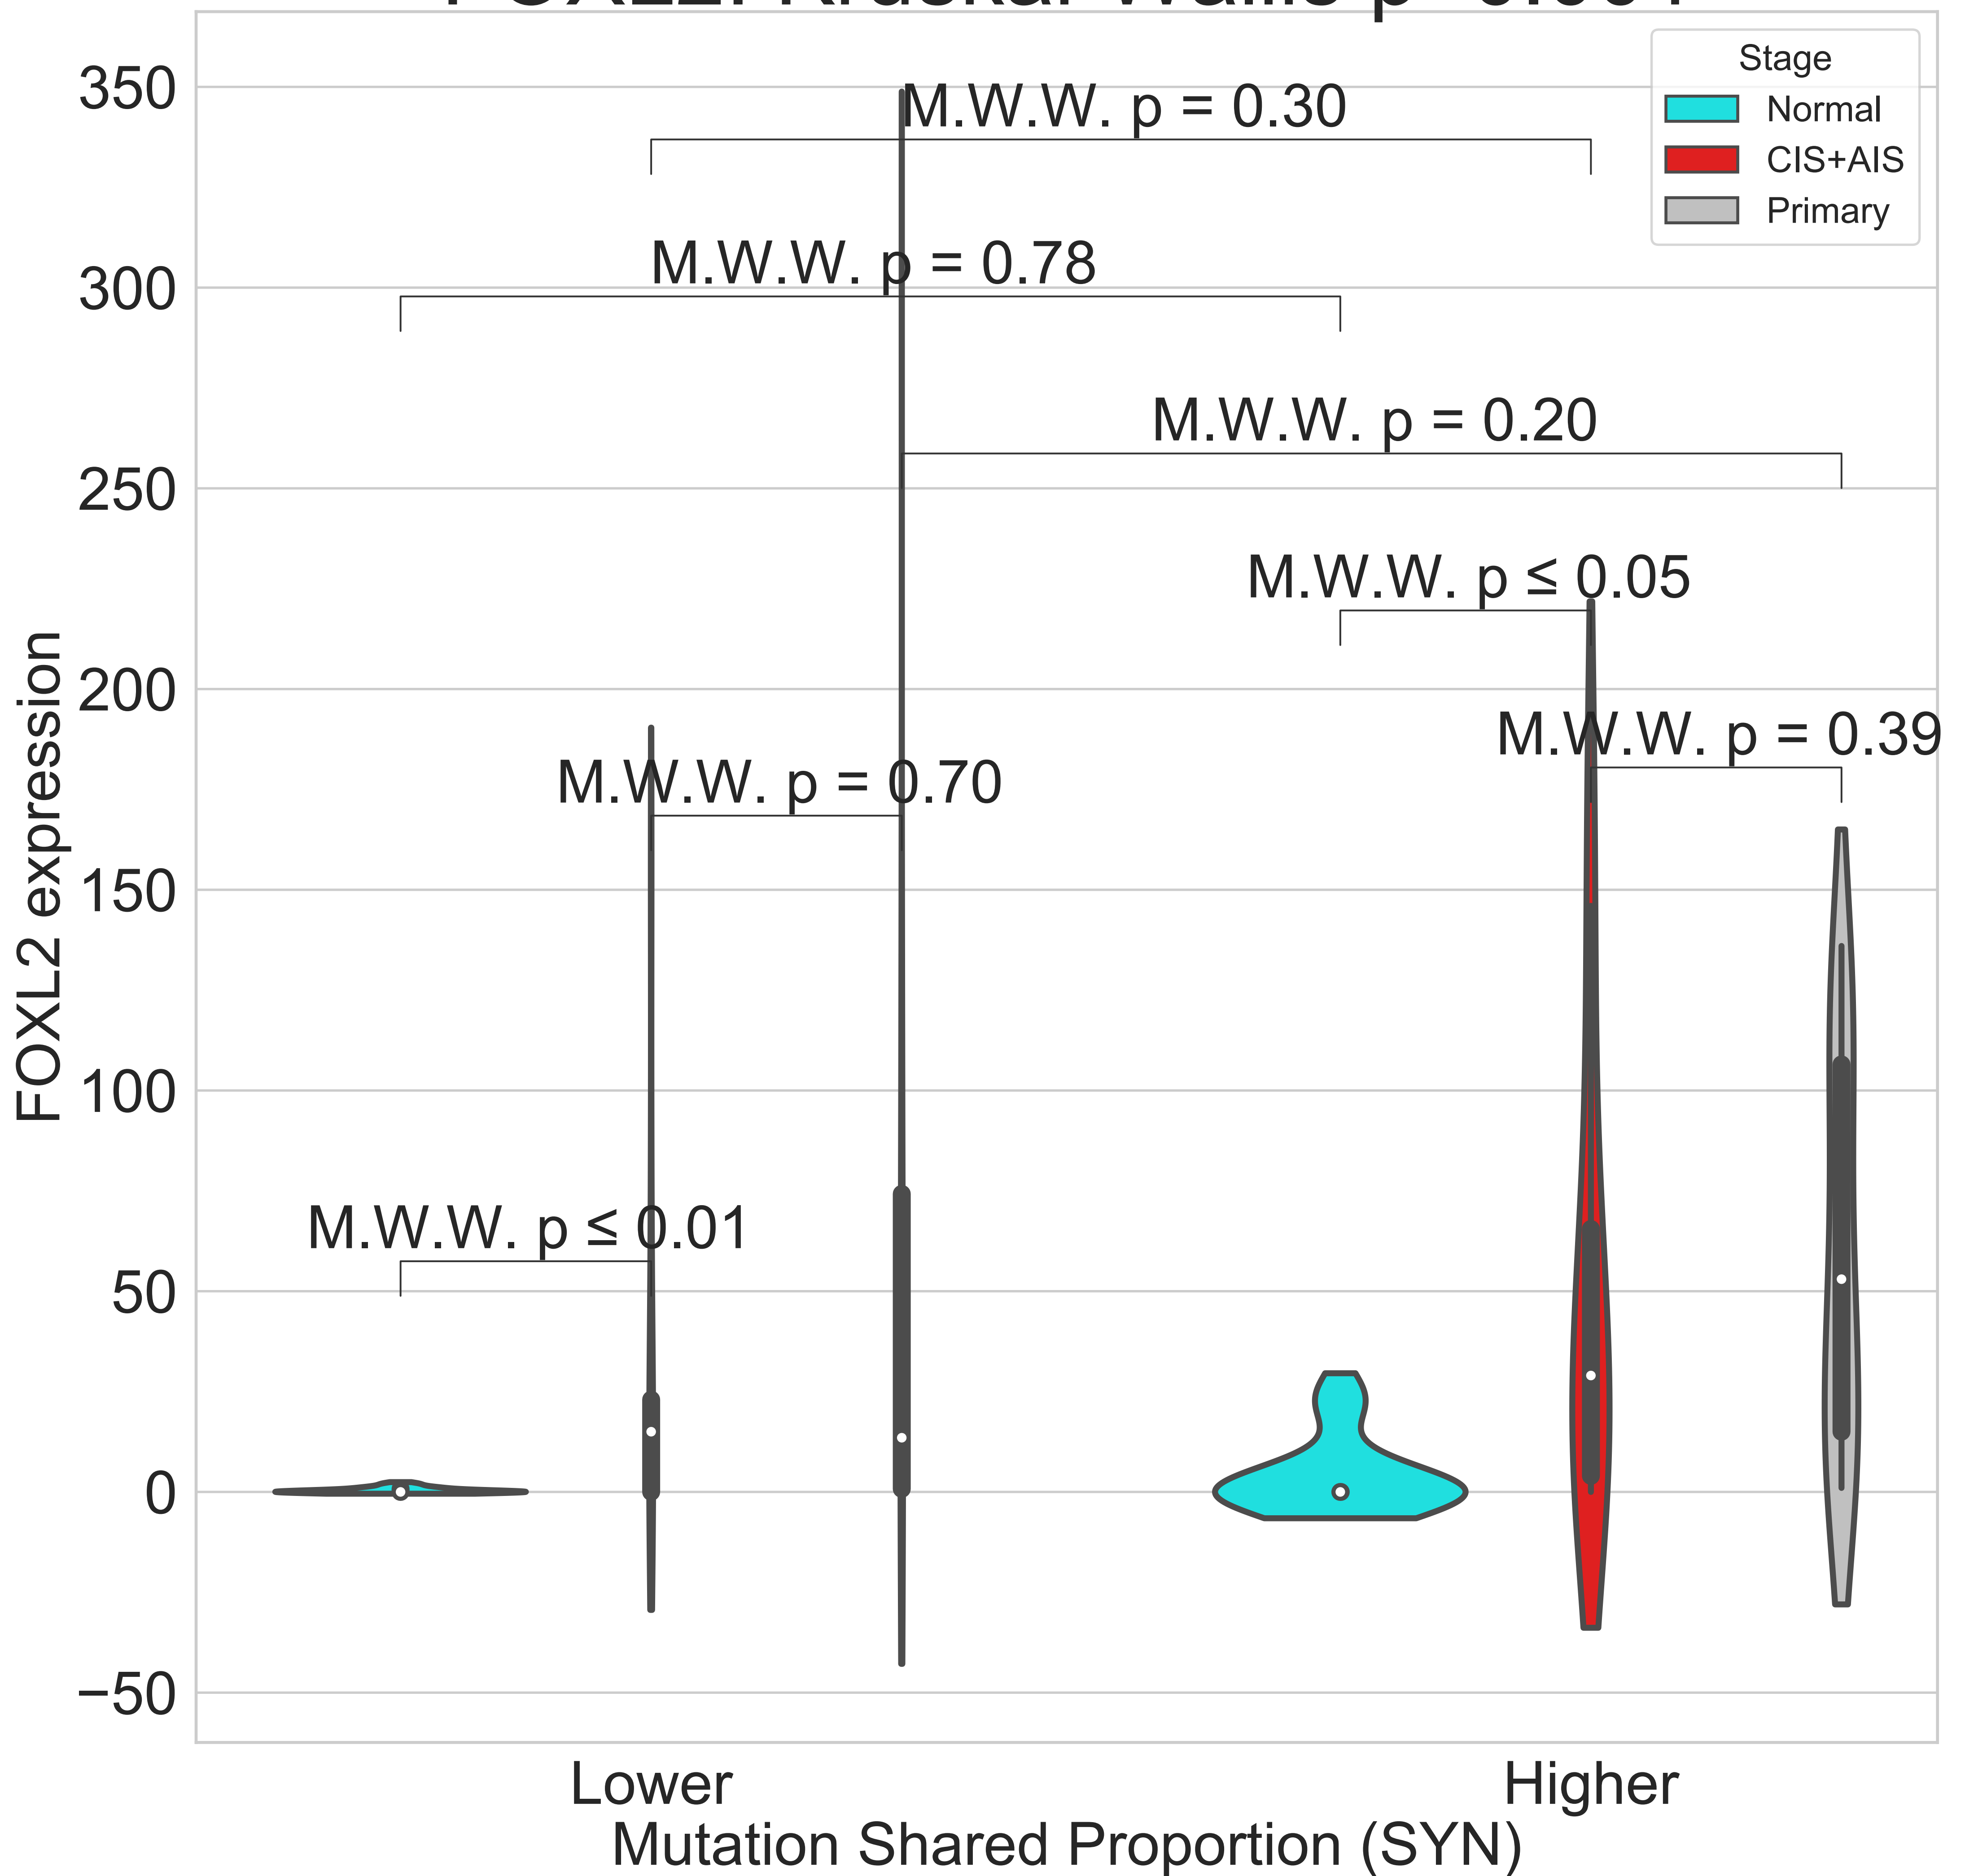 Stage
Normal
CIS+AIS
Primary
350
300
250
200
150
100
50
0
−50
FOXL2 expression
M.W.W. p = 0.30
M.W.W. p = 0.78
M.W.W. p = 0.20
M.W.W. p ≤ 0.05
M.W.W. p = 0.39
M.W.W. p = 0.70
M.W.W. p ≤ 0.01
Lower
Higher
Mutation Shared Proportion (SYN)